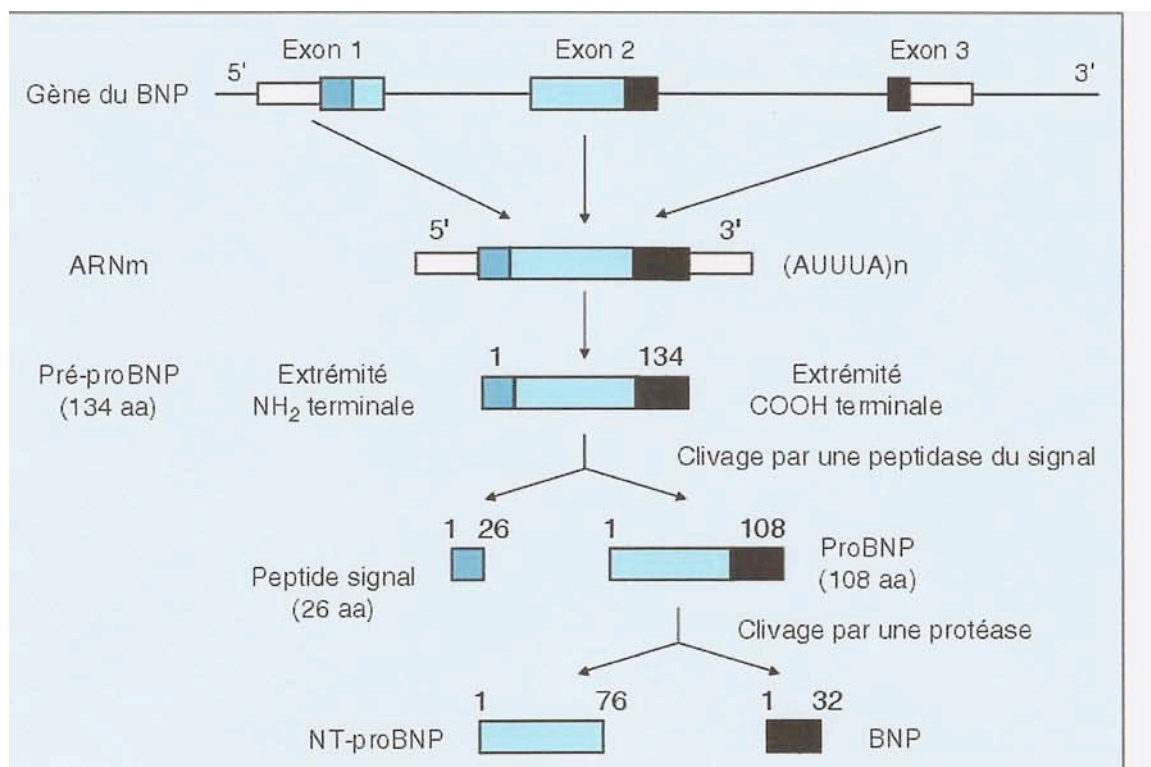 Exon 1 Exon 2 Exon 3
5' 3'
Gène du BNP
5' 3'
ARNm (AUUUA)n
1 134
Pré-proBNP Extrémité Extrémité
(134 aa) NH2 terminale COOH terminale
Clivage par une peptidase du signal
1 26 1 108
ProBNP
Peptide signal (108 aa)
(26 aa)
Clivage par une protéase
1 76 1 32
NT-proBNP BNP